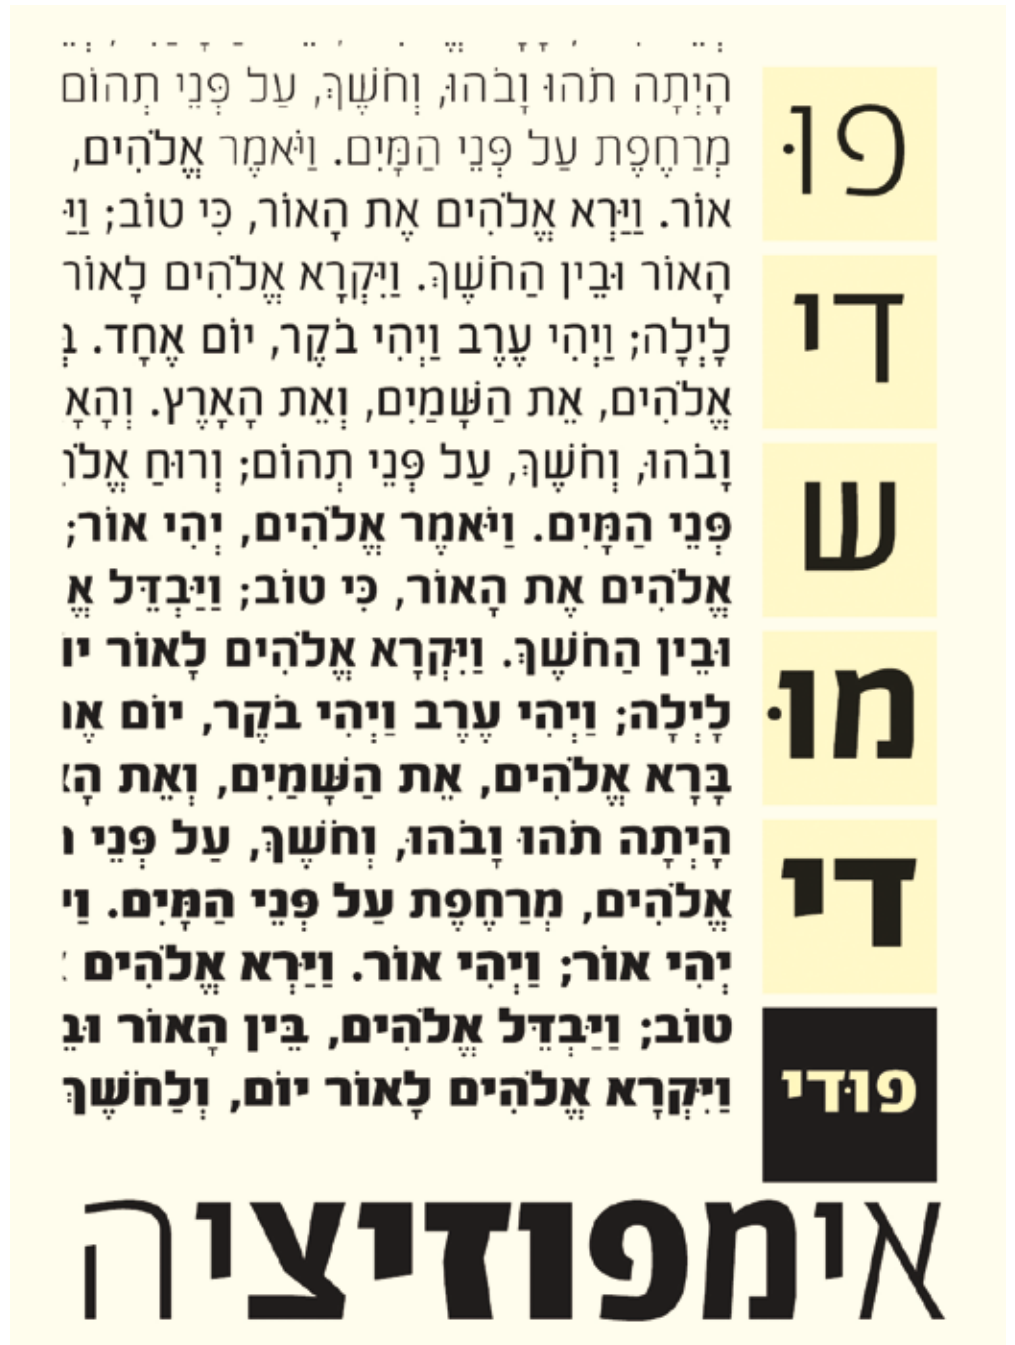 הָיְתָה תֹהוּ וָבֹהוּ, וְחֹשֶׁךְ, עַל פְּנֵי תְהוֹם
מְרַחֶפֶת עַל פְּנֵי הַמָּיִם. וַיֹּאמֶר אֱלֹהִים,
אוֹר. וַיַּרְא אֱלֹהִים אֶת הָאוֹר, כִּי טוֹב;
הָאוֹר וּבֵין הַחֹשֶׁךְ. וַיִּקְרָא אֱלֹהִים לָאוֹר
לָיְלָה; וַיְהִי עֶרֶב וַיְהִי בֹקֶר, יוֹם אֶחָד.
אֱלֹהִים, אֵת הַשָּׁמַיִם, וְאֵת הָאָרֶץ. וְהָאָ
וָבֹהוּ, וְחֹשֶׁךְ, עַל פְּנֵי תְהוֹם; וְרוּחַ
פְּנֵי הַמָּיִם. וַיֹּאמֶר אֱלֹהִים, יְהִי אוֹר;
אֱלֹהִים אֶת הָאוֹר, כִּי טוֹב; וַיַּבְדֵּל אֱ
וּבֵין הַחֹשֶׁךְ. וַיִּקְרָא אֱלֹהִים לָאוֹר
לָיְלָה; וַיְהִי עֶרֶב וַיְהִי בֹקֶר, יוֹם
בָּרָא אֱלֹהִים, אֵת הַשָּׁמַיִם, וְאֵת
הָיְתָה תֹהוּ וָבֹהוּ, וְחֹשֶׁךְ, עַל פְּנֵי
אֱלֹהִים, מְרַחֶפֶת עַל פְּנֵי הַמָּיִם.
יְהִי אוֹר; וַיְהִי אוֹר. וַיַּרְא אֱלֹהִים
טוֹב; וַיַּבְדֵּל אֱלֹהִים, בֵּין הָאוֹר וּבֵ
וַיִּקְרָא אֱלֹהִים לָאוֹר יוֹם, וְלַחֹשֶׁךְ
פוּ
די
ש
מוּ
די
פוּדי
אימפוזיציה